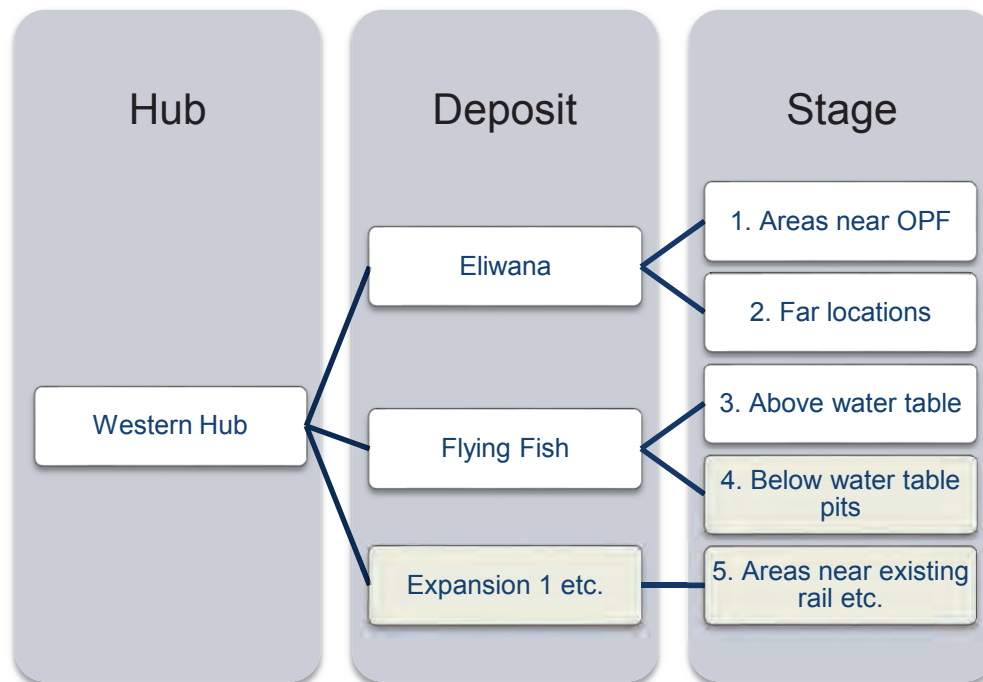 Hub
Deposit
Stage
Western Hub
Eliwana
Flying Fish
Expansion 1 etc.
1. Areas near OPF
2. Far locations
3. Above water table
4. Below water table
pits
5. Areas near existing
rail etc.